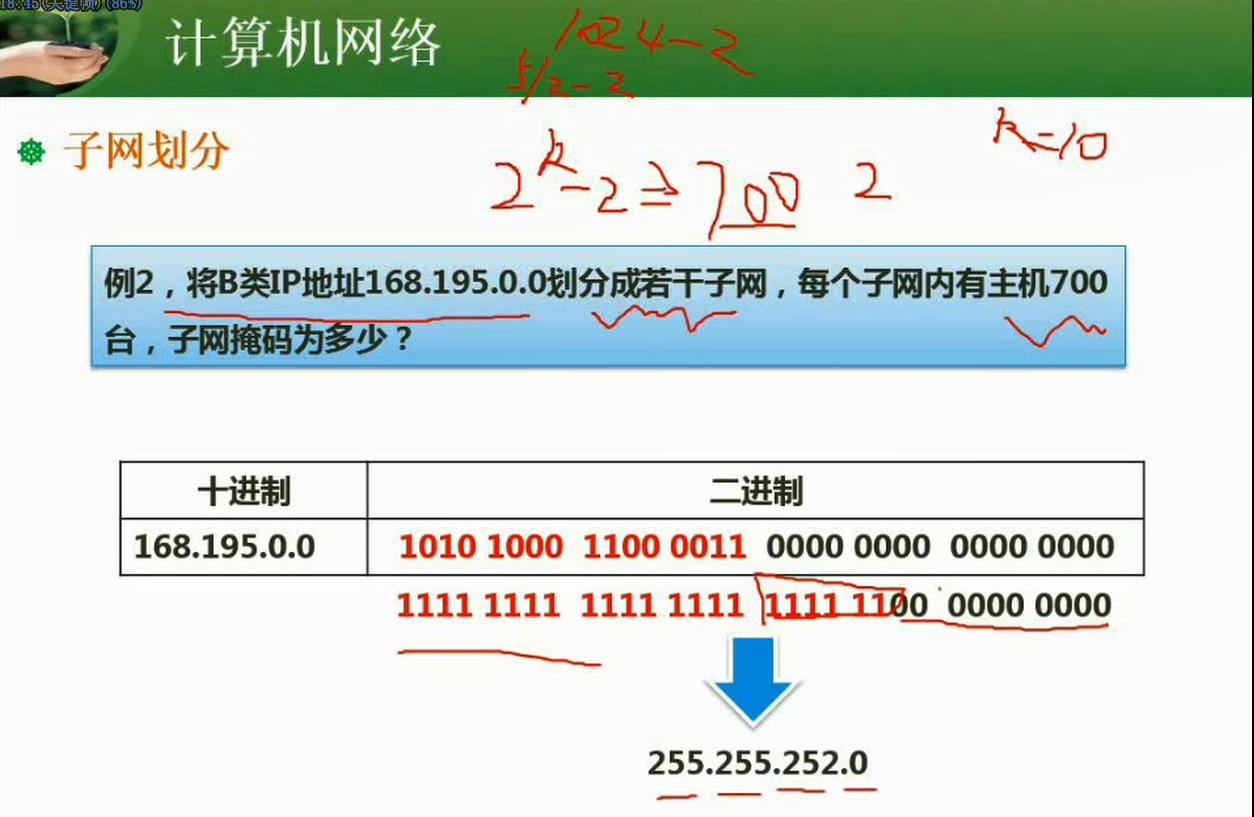 18:45(关键帧)(86%)
计算机网络
1024-2
512-2
子网划分
k=10
2^k-2=>700 2
例2，将B类IP地址168.195.0.0划分成若干子网，每个子网内有主机700
台，子网掩码为多少？
十进制 二进制
168.195.0.0 1010 1000 1100 0011 0000 0000 0000 0000
1111 1111 1111 1111 1111 1100 0000 0000
255.255.252.0